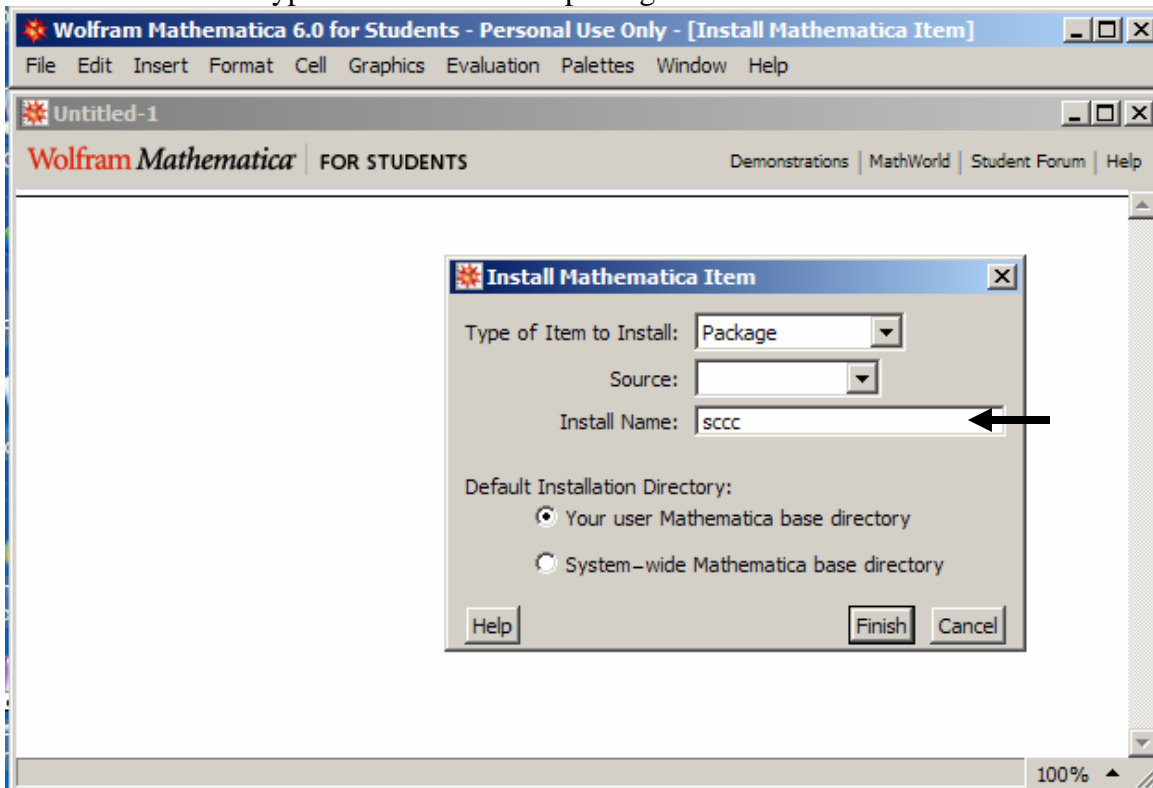 Wolfram Mathematica 6.0 for Students - Personal Use Only - [Install Mathematica Item]
File Edit Insert Format Cell Graphics Evaluation Palettes Window Help
Untitled-1
Wolfram Mathematica FOR STUDENTS Demonstrations | MathWorld | Student Forum | Help
Install Mathematica Item
Type of Item to Install: Package
Source:
Install Name: sccc
Default Installation Directory:
Your user Mathematica base directory
System-wide Mathematica base directory
Help Finish Cancel
100%